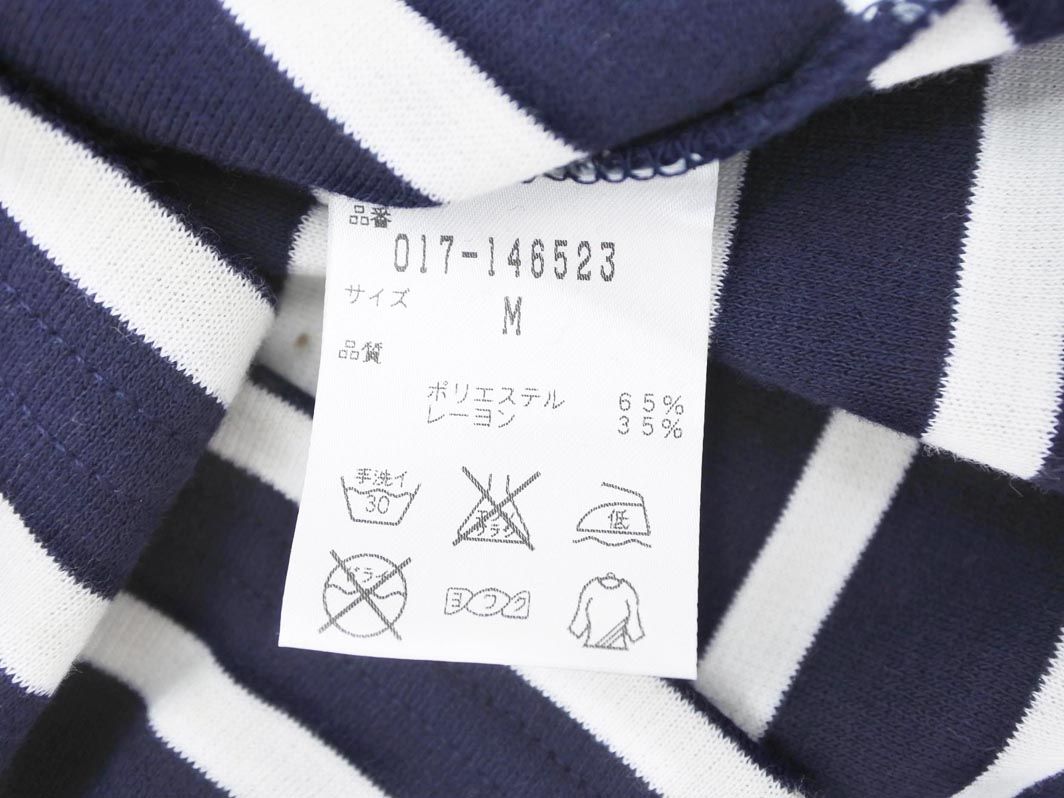 品番
017-146523
サイズ
M
品質
ポリエステル 65%
レーヨン 35%
手洗イ
30
低
ヨワク